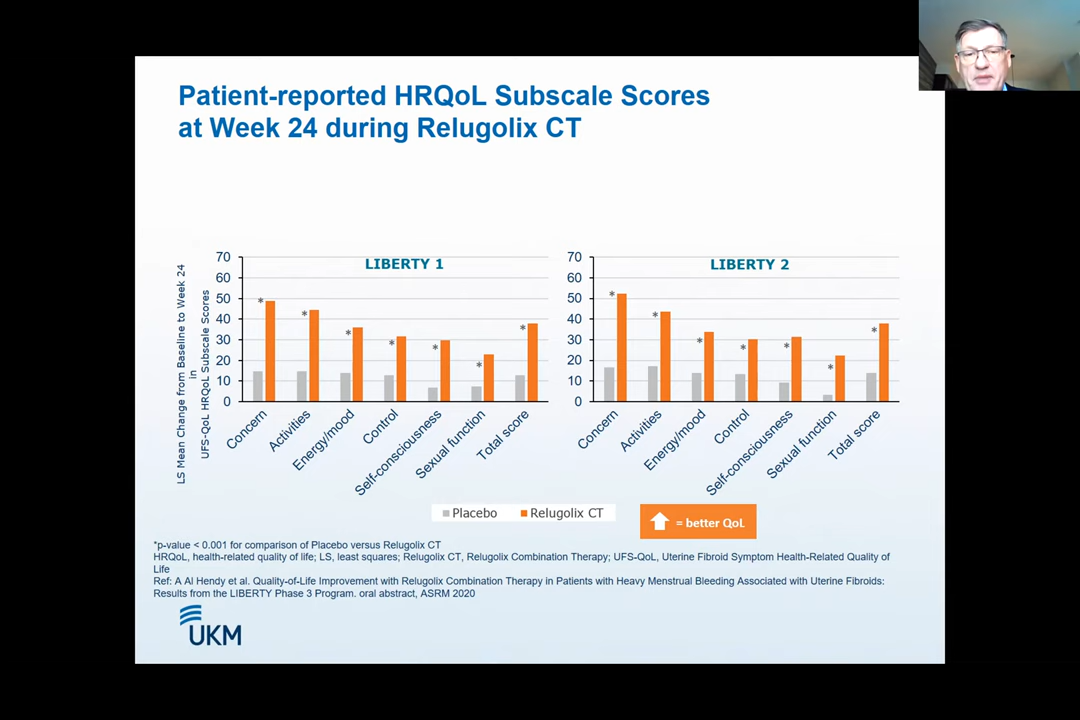 Patient-reported HRQoL Subscale Scores
at Week 24 during Relugolix CT
LS Mean Change from Baseline to Week 24
in
UFS-QoL HRQoL Subscale Scores
LIBERTY 1
70
60
50
40
30
20
10
0
*
*
*
*
*
*
*
Concern
Activities
Energy/mood
Control
Self-consciousness
Sexual function
Total score
LIBERTY 2
70
60
50
40
30
20
10
0
*
*
*
*
*
*
*
Concern
Activities
Energy/mood
Control
Self-consciousness
Sexual function
Total score
Placebo Relugolix CT
= better QoL
*p-value < 0.001 for comparison of Placebo versus Relugolix CT
HRQoL, health-related quality of life; LS, least squares; Relugolix CT, Relugolix Combination Therapy; UFS-QoL, Uterine Fibroid Symptom Health-Related Quality of
Life
Ref: A Al Hendy et al. Quality-of-Life Improvement with Relugolix Combination Therapy in Patients with Heavy Menstrual Bleeding Associated with Uterine Fibroids:
Results from the LIBERTY Phase 3 Program. oral abstract, ASRM 2020
UKM